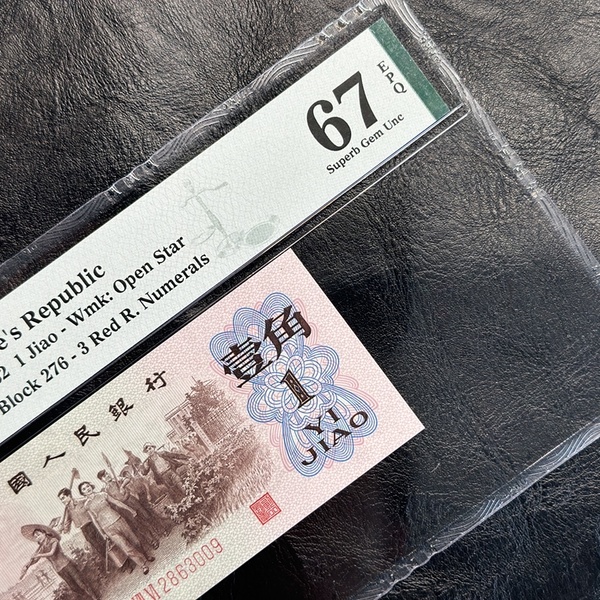 67
EPQ
Superb Gem Unc
e's Republic
2 1 Jiao - Wmk: Open Star
Block 276 - 3 Red R. Numerals
國人民銀行
壹角
1
YI
JIAO
2863009